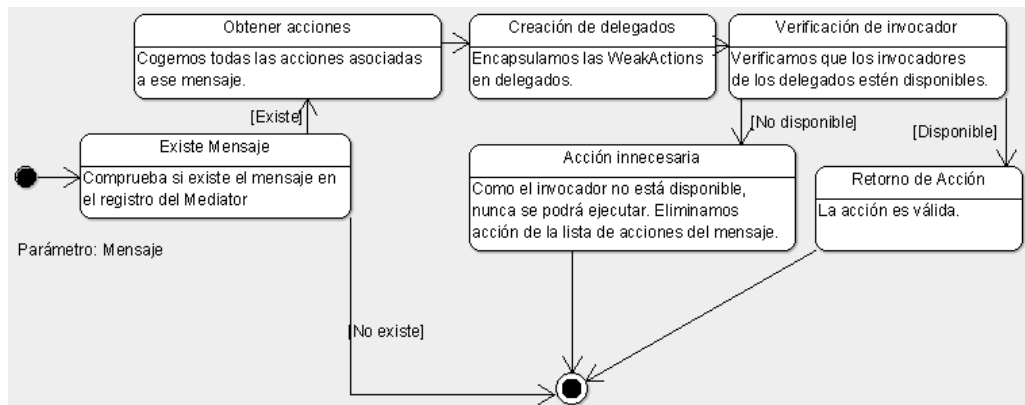 Obtener acciones
Cogemos todas las acciones asociadas
a ese mensaje.
Creación de delegados
Encapsulamos las WeakActions
en delegados.
Verificación de invocador
Verificamos que los invocadores
de los delegados estén disponibles.
[Existe]
[No disponible]
[Disponible]
Existe Mensaje
Comprueba si existe el mensaje en
el registro del Mediator
Acción innecesaria
Como el invocador no está disponible,
nunca se podrá ejecutar. Eliminamos
acción de la lista de acciones del mensaje.
Retorno de Acción
La acción es válida.
Parámetro: Mensaje
[No existe]